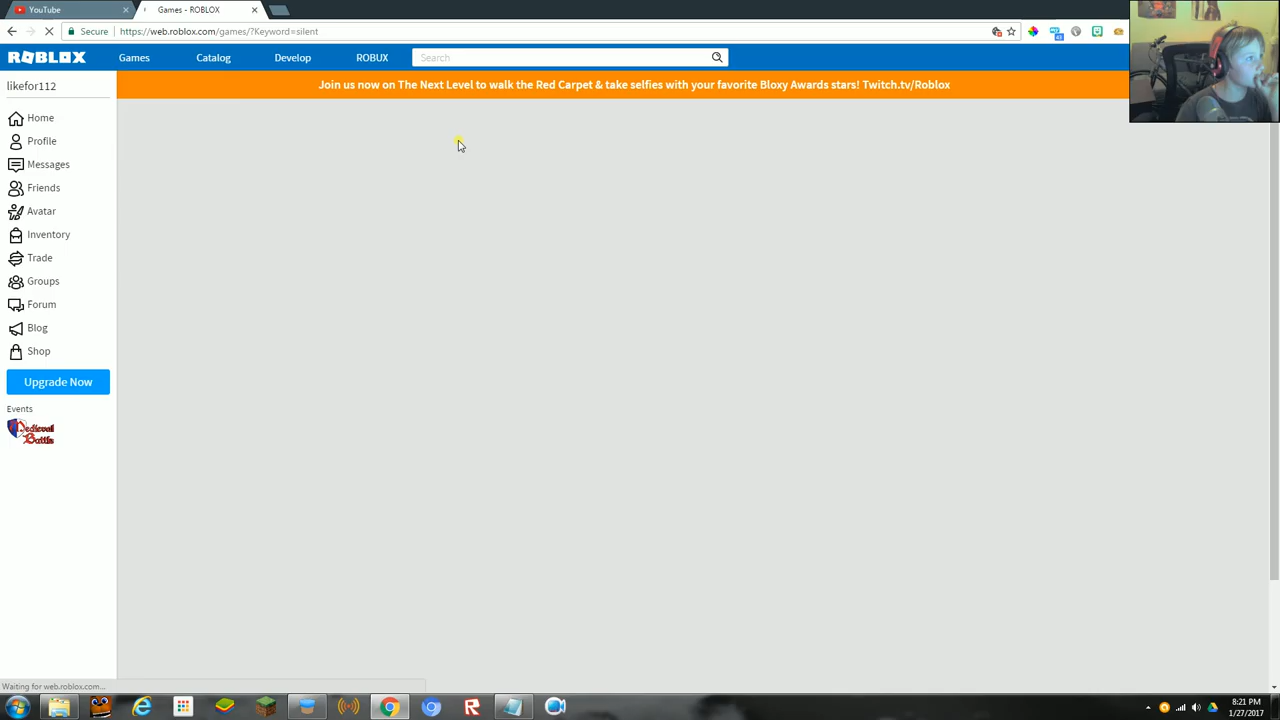 YouTube
Games - ROBLOX
Secure
https://web.roblox.com/games/?Keyword=silent
ROBLOX
Games
Catalog
Develop
ROBUX
Search
likefor112
Join us now on The Next Level to walk the Red Carpet & take selfies with your favorite Bloxy Awards stars! Twitch.tv/Roblox
Home
Profile
Messages
Friends
Avatar
Inventory
Trade
Groups
Forum
Blog
Shop
Upgrade Now
Events
Medieval
Battle
Waiting for web.roblox.com...
8:21 PM
1/27/2017